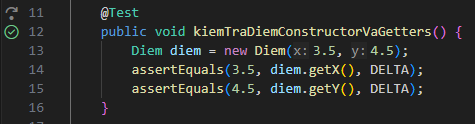 11 @Test
12 public void kiemTraDiemConstructorVaGetters() {
13 Diem diem = new Diem(x:3.5, y:4.5);
14 assertEquals(3.5, diem.getX(), DELTA);
15 assertEquals(4.5, diem.getY(), DELTA);
16 }